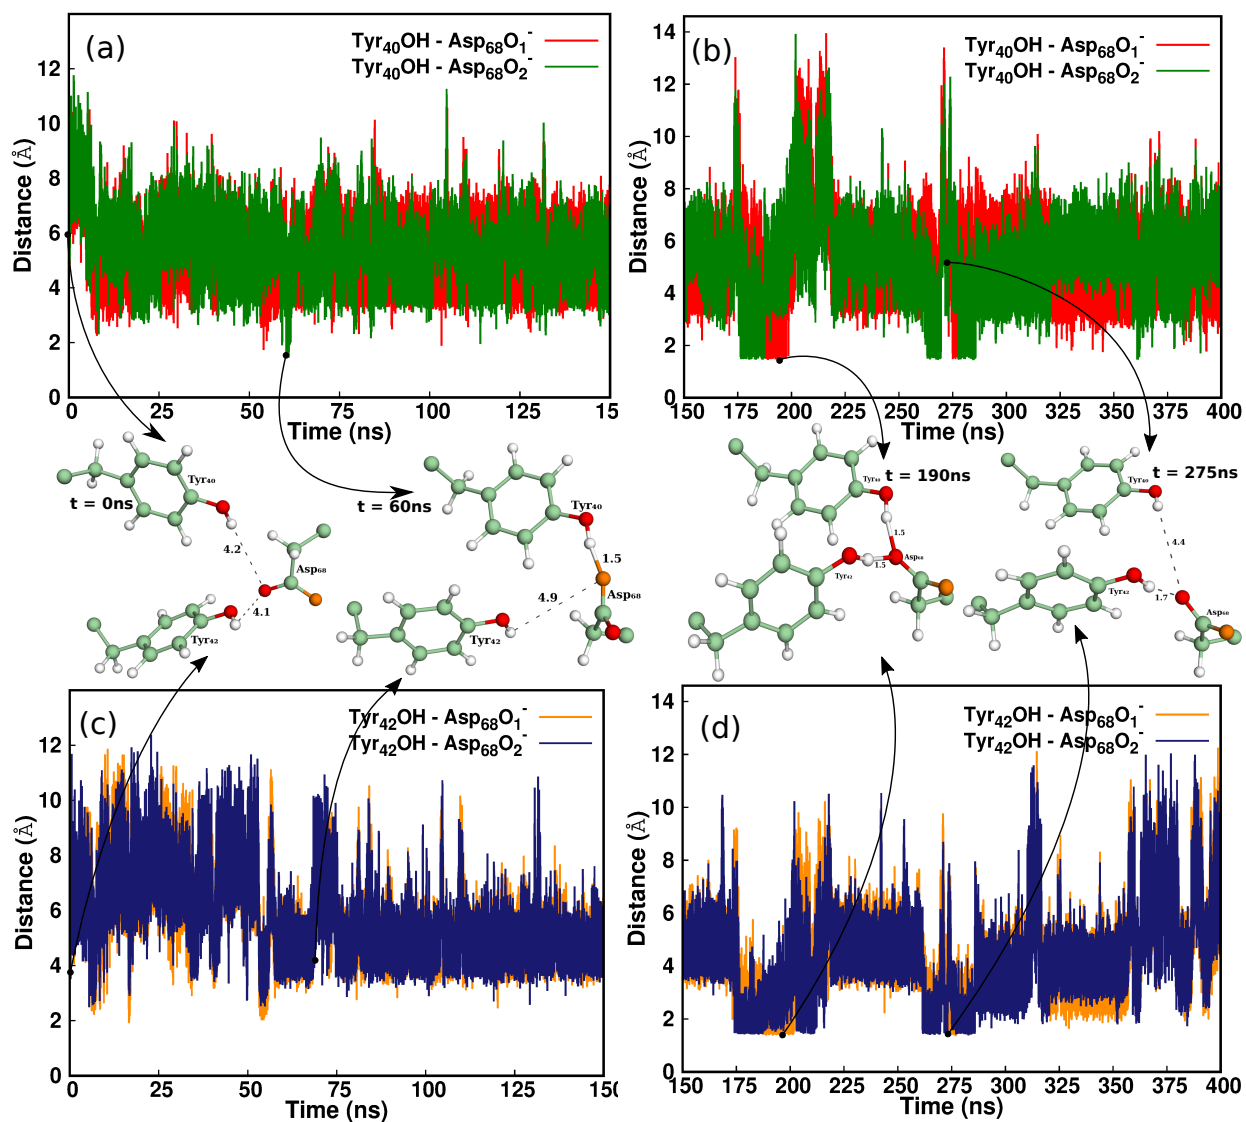 (a)
Tyr₄₀OH - Asp₆₈O₁⁻
Tyr₄₀OH - Asp₆₈O₂⁻
Distance (Å)
12
10
8
6
4
2
0
0 25 50 75 100 125 15
Time (ns)
(b)
Tyr₄₀OH - Asp₆₈O₁⁻
Tyr₄₀OH - Asp₆₈O₂⁻
Distance (Å)
14
12
10
8
6
4
2
0
150 175 200 225 250 275 300 325 350 375 400
Time (ns)
Tyr₄₀
t = 0ns
4.2
Asp₆₈
4.1
Tyr₄₂
t = 60ns
Tyr₄₀
1.5
4.9
Asp₆₈
Tyr₄₂
Tyr₄₀
t = 190ns
1.5
1.5
Asp₆₈
Tyr₄₂
Tyr₄₀
t = 275ns
4.4
Tyr₄₂
1.7
Asp₆₈
(c)
Tyr₄₂OH - Asp₆₈O₁⁻
Tyr₄₂OH - Asp₆₈O₂⁻
Distance (Å)
12
10
8
6
4
2
0
0 25 50 75 100 125 150
Time (ns)
(d)
Tyr₄₂OH - Asp₆₈O₁⁻
Tyr₄₂OH - Asp₆₈O₂⁻
Distance (Å)
14
12
10
8
6
4
2
0
150 175 200 225 250 275 300 325 350 375 400
Time (ns)